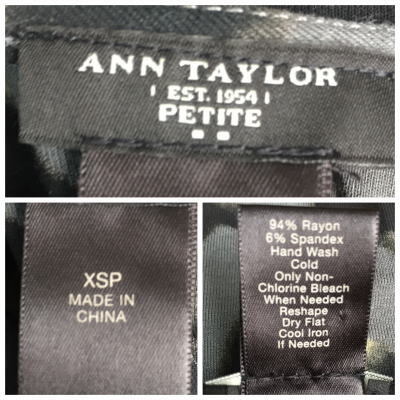 ANN TAYLOR
EST. 1954
PETITE
XSP
MADE IN
CHINA
94% Rayon
6% Spandex
Hand Wash
Cold
Only Non-
Chlorine Bleach
When Needed
Reshape
Dry Flat
Cool Iron
If Needed